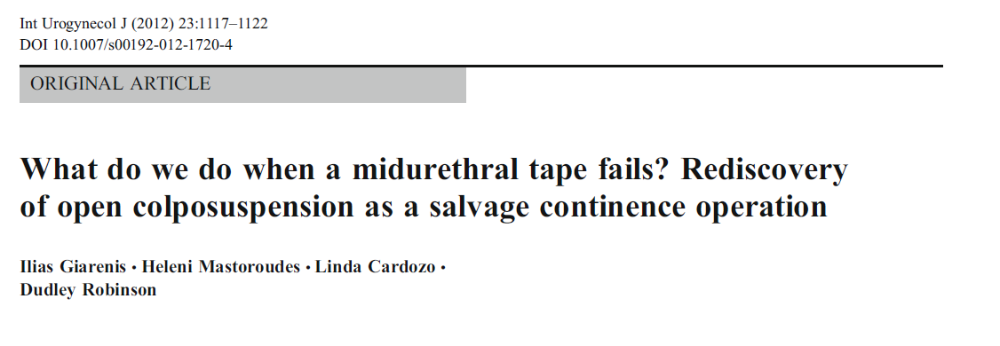 Int Urogynecol J (2012) 23:1117–1122
DOI 10.1007/s00192-012-1720-4
ORIGINAL ARTICLE
What do we do when a midurethral tape fails? Rediscovery
of open colposuspension as a salvage continence operation
Ilias Giarenis • Heleni Mastoroudes • Linda Cardozo •
Dudley Robinson